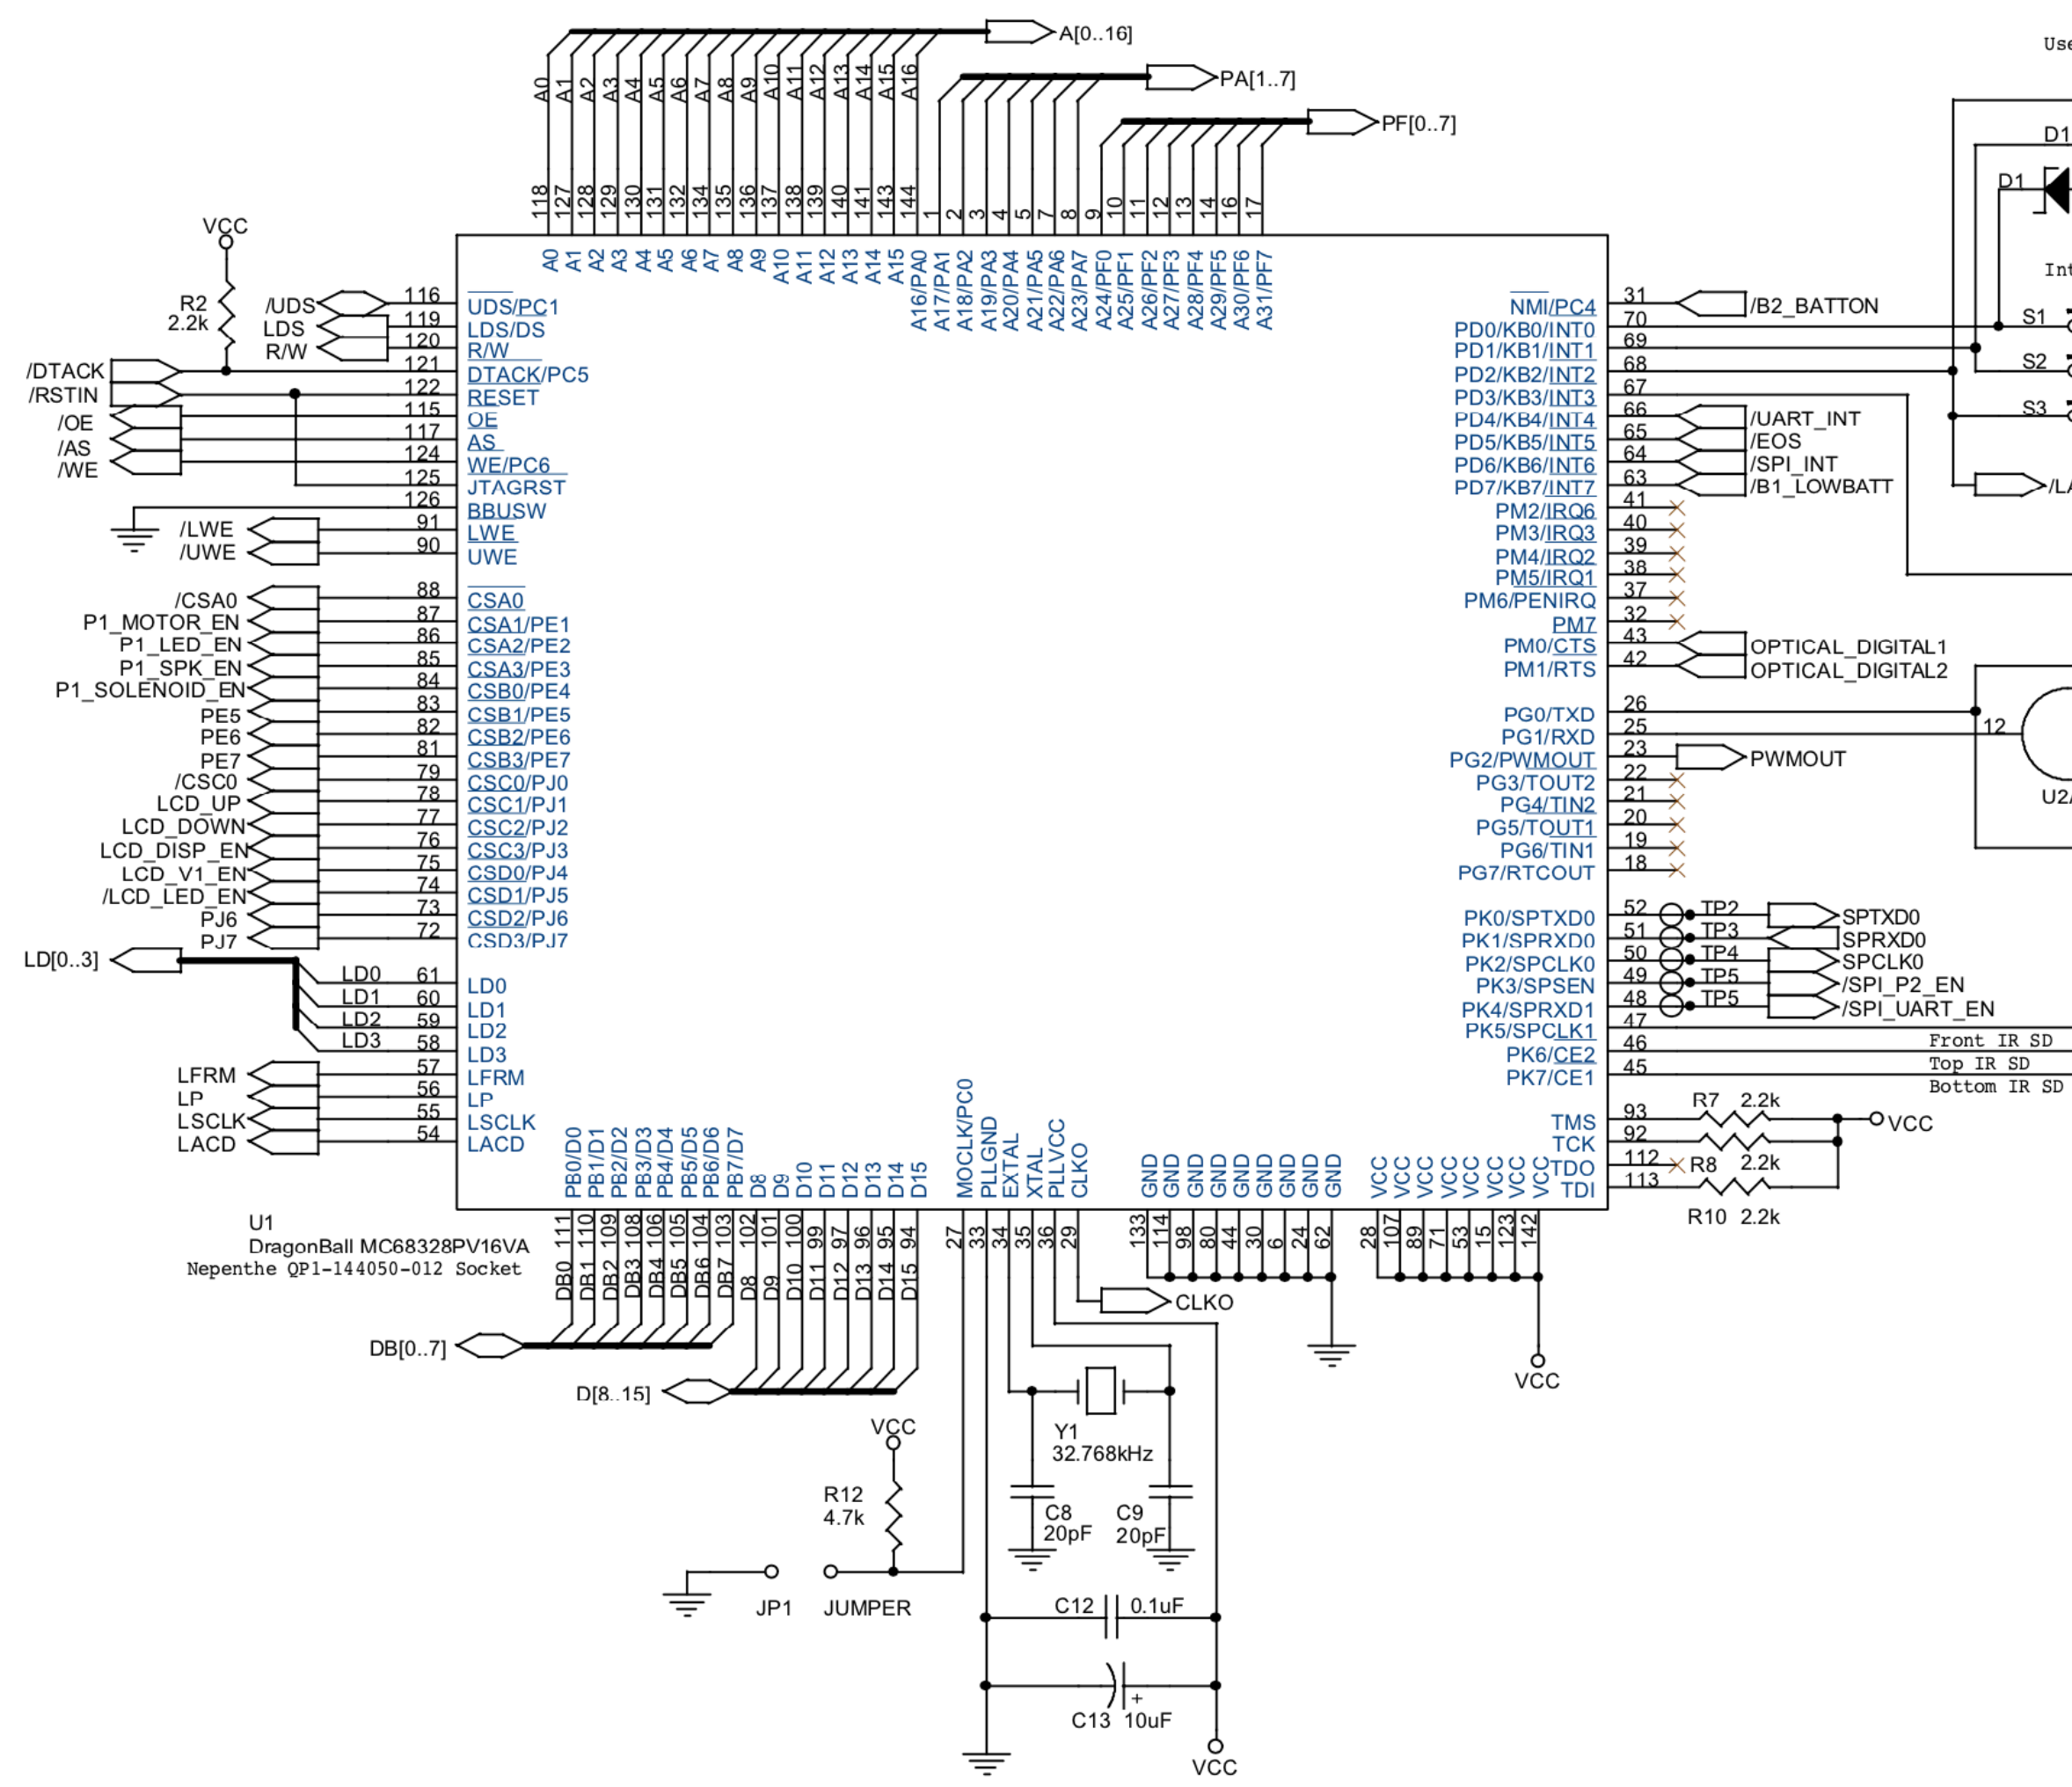 A[0..16]
Use
PA[1..7]
PF[0..7]
A0 A1 A2 A3 A4 A5 A6 A7 A8 A9 A10 A11 A12 A13 A14 A15 A16
D1
D1
118 127 128 129 130 131 132 134 135 136 137 138 139 140 141 143 144 1 2 3 4 5 7 8 9 10 11 12 13 14 16 17
VCC
R2
2.2k
Int
A0 A1 A2 A3 A4 A5 A6 A7 A8 A9 A10 A11 A12 A13 A14 A15 A16/PA0 A17/PA1 A18/PA2 A19/PA3 A20/PA4 A21/PA5 A22/PA6 A23/PA7 A24/PF0 A25/PF1 A26/PF2 A27/PF3 A28/PF4 A29/PF5 A30/PF6 A31/PF7
/UDS 116 UDS/PC1
LDS 119 LDS/DS
R/W 120 R/W
/DTACK 121 DTACK/PC5
/RSTIN 122 RESET
/OE 115 OE
/AS 117 AS
/WE 124 WE/PC6
125 JTAGRST
126 BBUSW
/LWE 91 LWE
/UWE 90 UWE
/CSA0 88 CSA0
P1_MOTOR_EN 87 CSA1/PE1
P1_LED_EN 86 CSA2/PE2
P1_SPK_EN 85 CSA3/PE3
P1_SOLENOID_EN 84 CSB0/PE4
PE5 83 CSB1/PE5
PE6 82 CSB2/PE6
PE7 81 CSB3/PE7
/CSC0 79 CSC0/PJ0
LCD_UP 78 CSC1/PJ1
LCD_DOWN 77 CSC2/PJ2
LCD_DISP_EN 76 CSC3/PJ3
LCD_V1_EN 75 CSD0/PJ4
/LCD_LED_EN 74 CSD1/PJ5
PJ6 73 CSD2/PJ6
PJ7 72 CSD3/PJ7
LD[0..3]
LD0 61 LD0
LD1 60 LD1
LD2 59 LD2
LD3 58 LD3
LFRM 57 LFRM
LP 56 LP
LSCLK 55 LSCLK
LACD 54 LACD
NMI/PC4 31 /B2_BATTON
PD0/KB0/INT0 70 S1
PD1/KB1/INT1 69
PD2/KB2/INT2 68 S2
PD3/KB3/INT3 67
S3
PD4/KB4/INT4 66 /UART_INT
PD5/KB5/INT5 65 /EOS
PD6/KB6/INT6 64 /SPI_INT
PD7/KB7/INT7 63 /B1_LOWBATT
/LA
PM2/IRQ6 41
PM3/IRQ3 40
PM4/IRQ2 39
PM5/IRQ1 38
PM6/PENIRQ 37
PM7 32
PM0/CTS 43 OPTICAL_DIGITAL1
PM1/RTS 42 OPTICAL_DIGITAL2
PG0/TXD 26
PG1/RXD 25 12
PG2/PWMOUT 23 PWMOUT
PG3/TOUT2 22
U2A
PG4/TIN2 21
PG5/TOUT1 20
PG6/TIN1 19
PG7/RTCOUT 18
PK0/SPTXD0 52 TP2 SPTXD0
PK1/SPRXD0 51 TP3 SPRXD0
PK2/SPCLK0 50 TP4 SPCLK0
PK3/SPSEN 49 TP5 /SPI_P2_EN
PK4/SPRXD1 48 TP5 /SPI_UART_EN
PK5/SPCLK1 47
Front IR SD
PK6/CE2 46
Top IR SD
PK7/CE1 45
Bottom IR SD
TMS 93 R7 2.2k VCC
TCK 92
TDO 112 R8 2.2k
TDI 113
R10 2.2k
PB0/D0 PB1/D1 PB2/D2 PB3/D3 PB4/D4 PB5/D5 PB6/D6 PB7/D7 D8 D9 D10 D11 D12 D13 D14 D15 MOCLK/PC0 PLLGND EXTAL XTAL PLLVCC CLKO GND GND GND GND GND GND GND GND GND VCC VCC VCC VCC VCC VCC VCC VCC
U1
DragonBall MC68328PV16VA
Nepenthe QP1-144050-012 Socket
111 110 109 108 106 105 104 103 102 101 100 99 97 96 95 94 27 33 34 35 36 29 133 114 98 80 44 30 6 24 62 28 107 89 71 53 15 123 142
DB0 DB1 DB2 DB3 DB4 DB5 DB6 DB7 D8 D9 D10 D11 D12 D13 D14 D15
CLKO
DB[0..7]
D[8..15]
VCC
VCC
Y1
32.768kHz
R12
4.7k
C8
20pF
C9
20pF
JP1 JUMPER
C12 0.1uF
+
C13 10uF
VCC